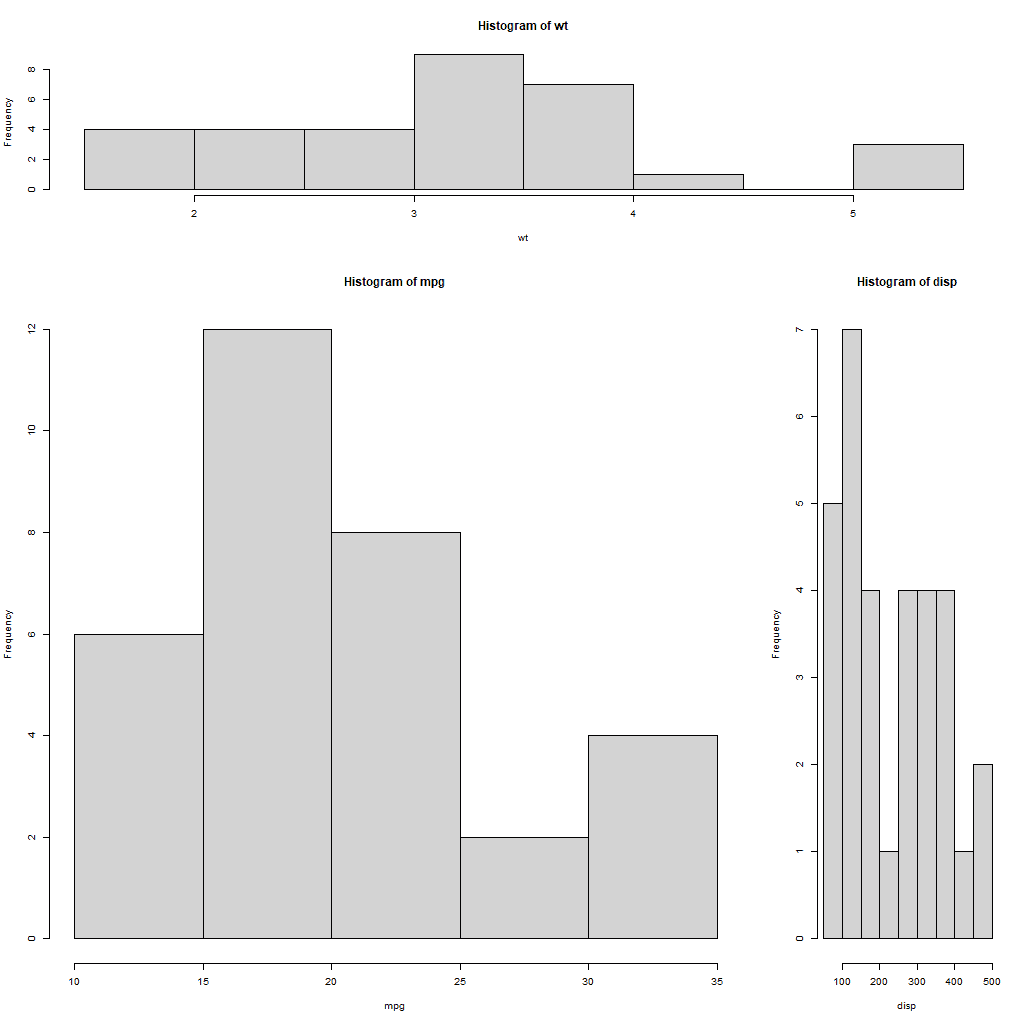 Histogram of wt
Frequency
8
6
4
2
0
2 3 4 5
wt
Histogram of mpg
Frequency
12
10
8
6
4
2
0
10 15 20 25 30 35
mpg
Histogram of disp
Frequency
7
6
5
4
3
2
1
0
100 200 300 400 500
disp